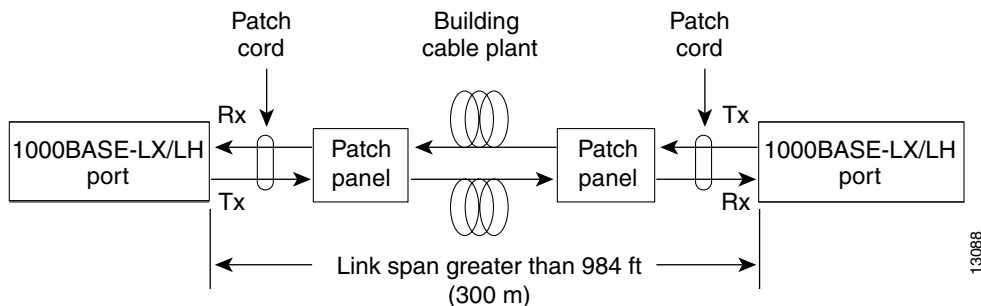 Patch
cord
Building
cable plant
Patch
cord
Rx
Tx
1000BASE-LX/LH
port
Patch
panel
Patch
panel
1000BASE-LX/LH
port
Tx
Rx
Link span greater than 984 ft
(300 m)
13088